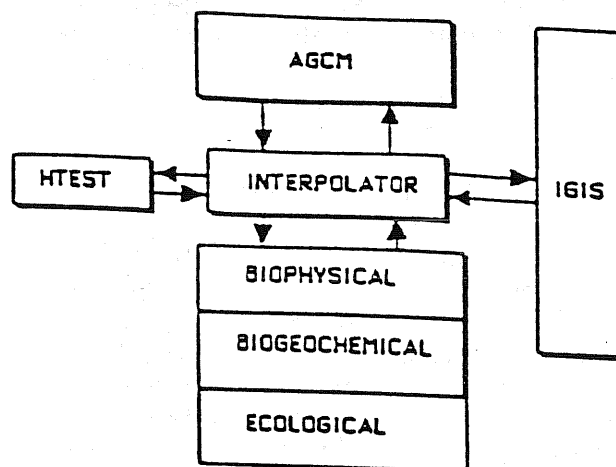 AGCM
HTEST
INTERPOLATOR
IGIS
BIOPHYSICAL
BIOGEOCHEMICAL
ECOLOGICAL